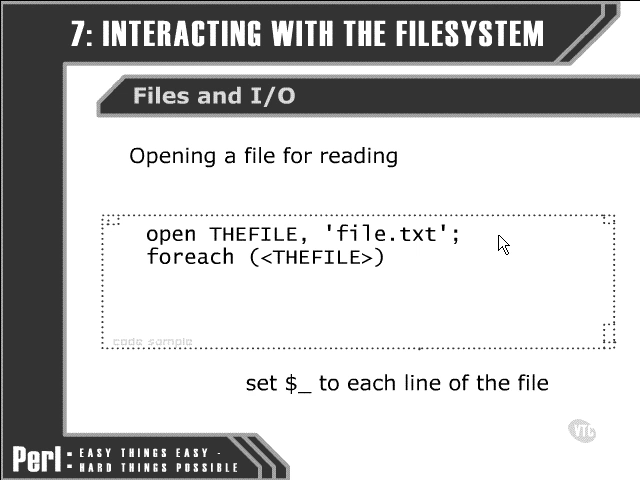 7: INTERACTING WITH THE FILESYSTEM
Files and I/O
Opening a file for reading
open THEFILE, 'file.txt';
foreach (<THEFILE>)
code sample
set $_ to each line of the file
VTC
Perl: EASY THINGS EASY -
HARD THINGS POSSIBLE